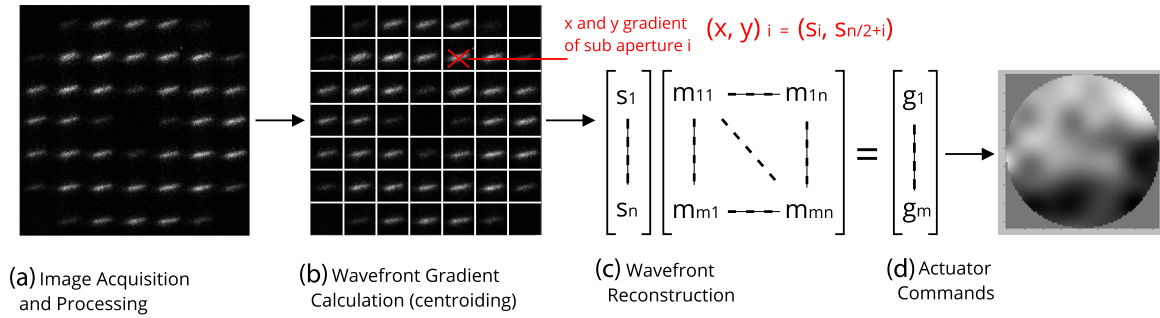 x and y gradient
of sub aperture i
(x, y) i = (si, sn/2+i)
s1
sn
m11
m1n
mm1
mmn
=
g1
gm
(a) Image Acquisition
and Processing
(b) Wavefront Gradient
Calculation (centroiding)
(c) Wavefront
Reconstruction
(d) Actuator
Commands